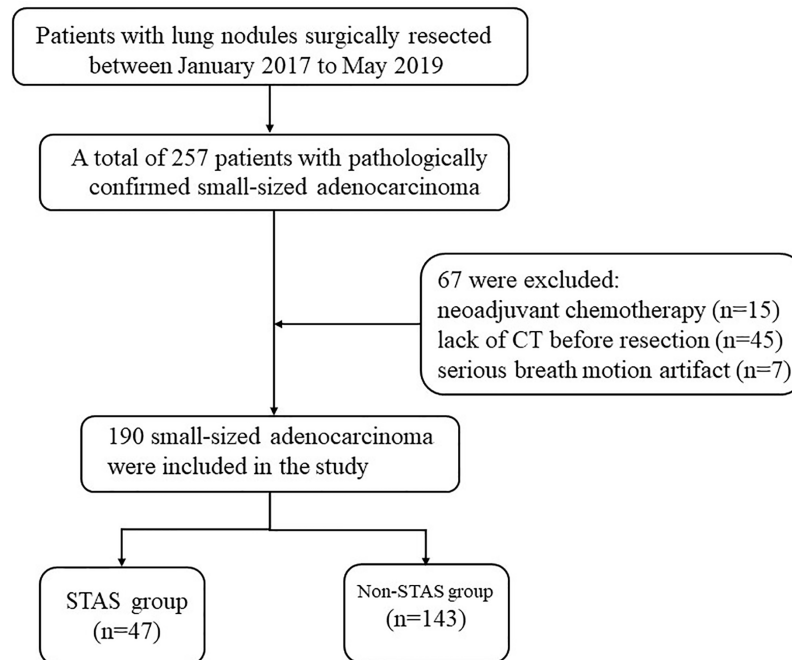 Patients with lung nodules surgically resected
between January 2017 to May 2019
A total of 257 patients with pathologically
confirmed small-sized adenocarcinoma
67 were excluded:
neoadjuvant chemotherapy (n=15)
lack of CT before resection (n=45)
serious breath motion artifact (n=7)
190 small-sized adenocarcinoma
were included in the study
STAS group
(n=47)
Non-STAS group
(n=143)